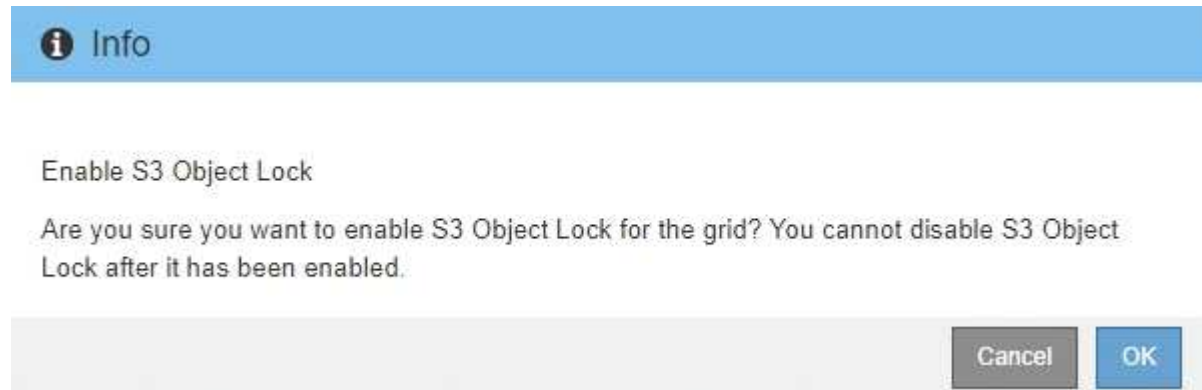 Info
Enable S3 Object Lock
Are you sure you want to enable S3 Object Lock for the grid? You cannot disable S3 Object
Lock after it has been enabled.
Cancel OK